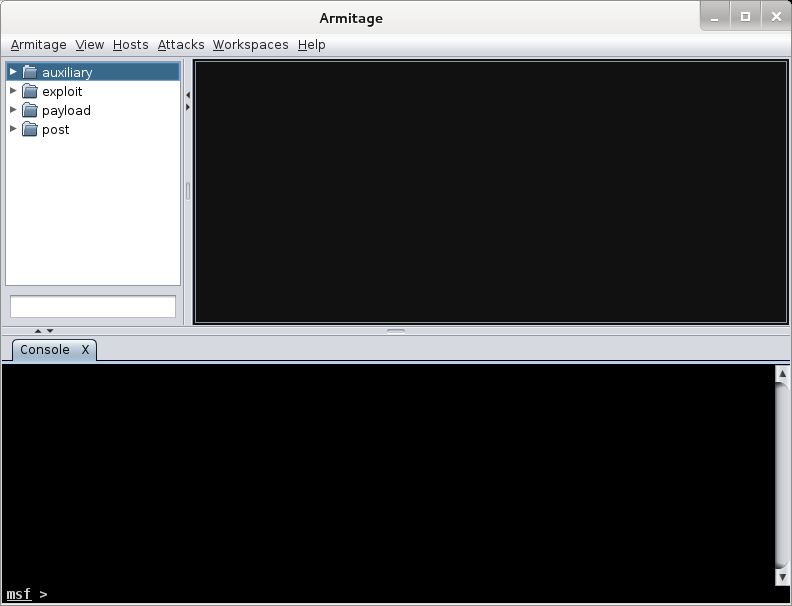 Armitage
Armitage View Hosts Attacks Workspaces Help
auxiliary
exploit
payload
post
Console X
msf >